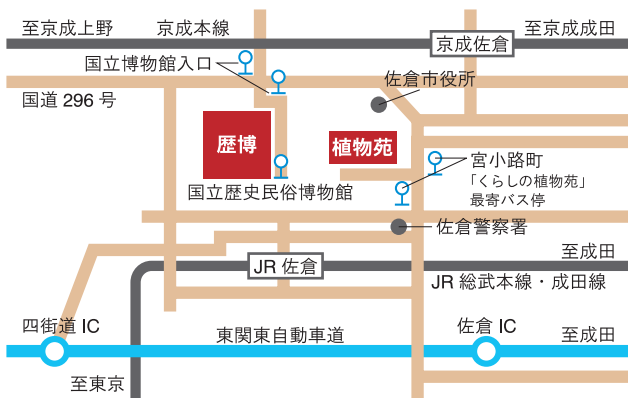 至京成上野
京成本線
至京成成田
京成佐倉
国立博物館入口
佐倉市役所
国道 296 号
歴博
植物苑
宮小路町
「くらしの植物苑」
最寄バス停
国立歴史民俗博物館
佐倉警察署
至成田
JR 佐倉
JR 総武本線・成田線
四街道 IC
東関東自動車道
佐倉 IC
至成田
至東京